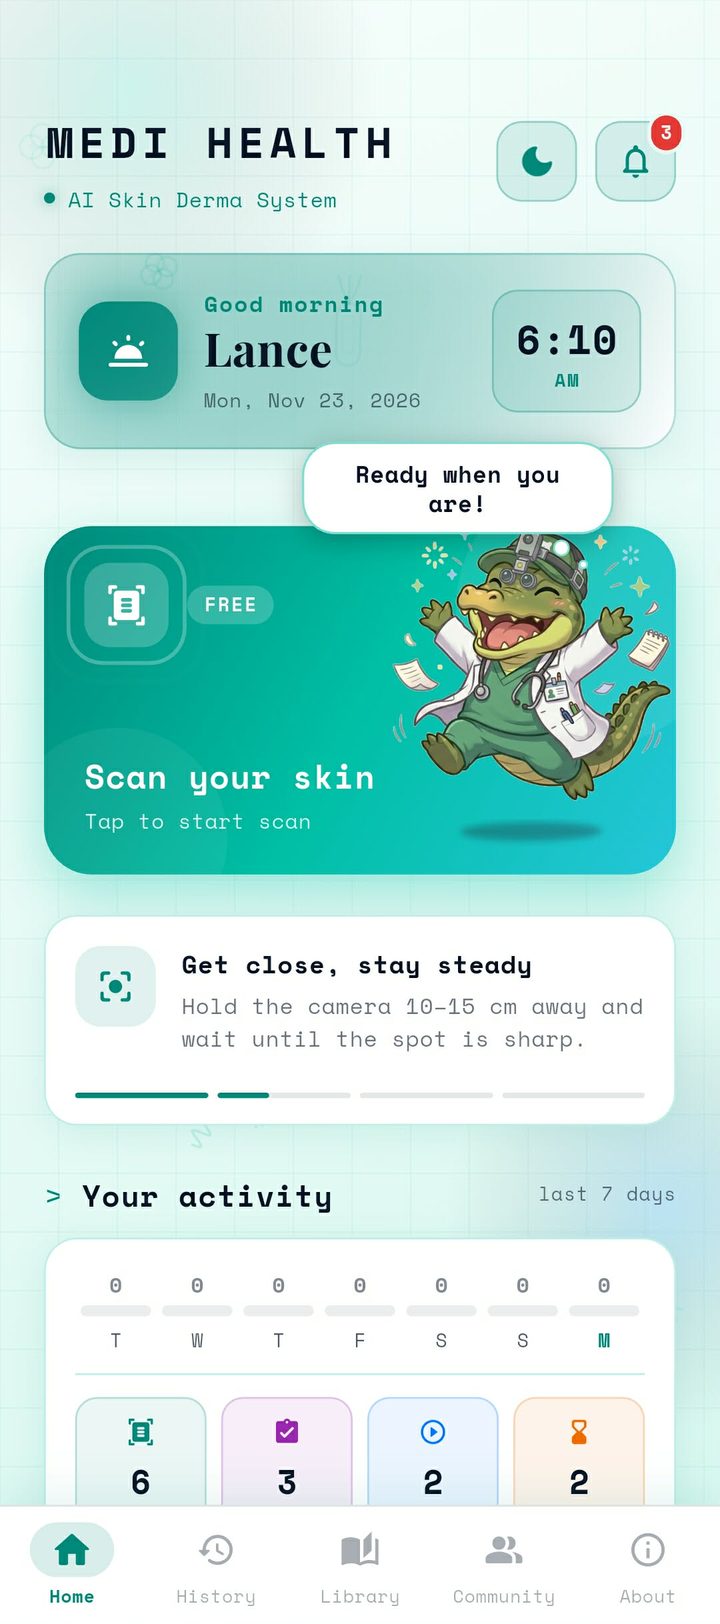 MEDI HEALTH
AI Skin Derma System
3
Good morning
Lance
Mon, Nov 23, 2026
6:10
AM
Ready when you
are!
FREE
Scan your skin
Tap to start scan
Get close, stay steady
Hold the camera 10–15 cm away and
wait until the spot is sharp.
> Your activity
last 7 days
0 0 0 0 0 0 0
T W T F S S M
6 3 2 2
Home History Library Community About